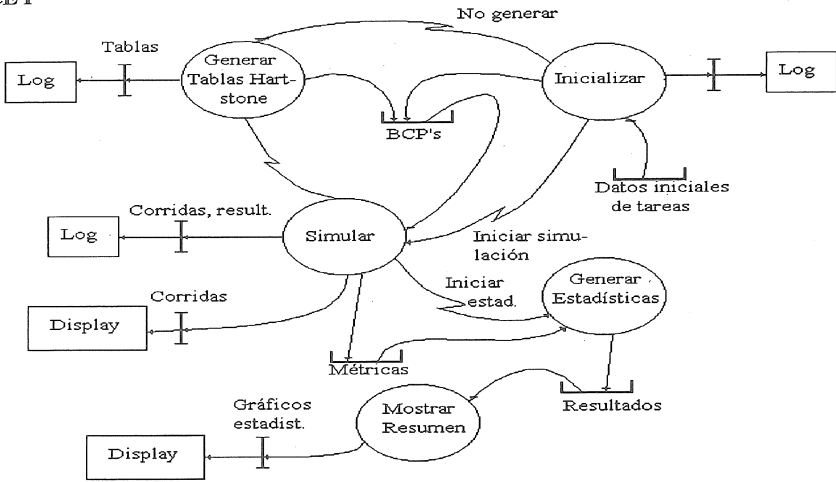 No generar
Tablas
Generar
Tablas Hart-
stone
Log
Inicializar
Log
BCP's
Datos iniciales
de tareas
Corridas, result.
Log
Simular
Iniciar simu-
lación
Iniciar
estad.
Generar
Estadísticas
Corridas
Display
Métricas
Resultados
Gráficos
estadist.
Mostrar
Resumen
Display